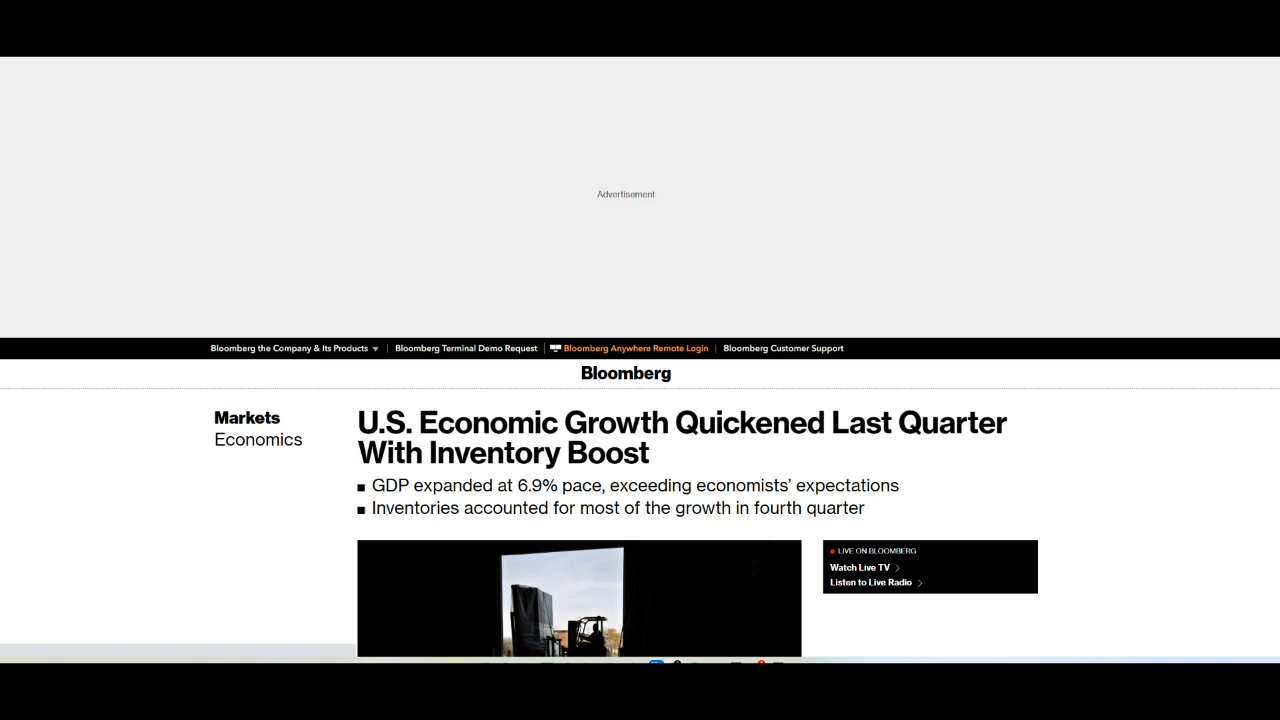 Advertisement
Bloomberg the Company & Its Products
Bloomberg Terminal Demo Request
Bloomberg Anywhere Remote Login
Bloomberg Customer Support
Bloomberg
Markets
Economics
U.S. Economic Growth Quickened Last Quarter
With Inventory Boost
GDP expanded at 6.9% pace, exceeding economists’ expectations
Inventories accounted for most of the growth in fourth quarter
LIVE ON BLOOMBERG
Watch Live TV
Listen to Live Radio